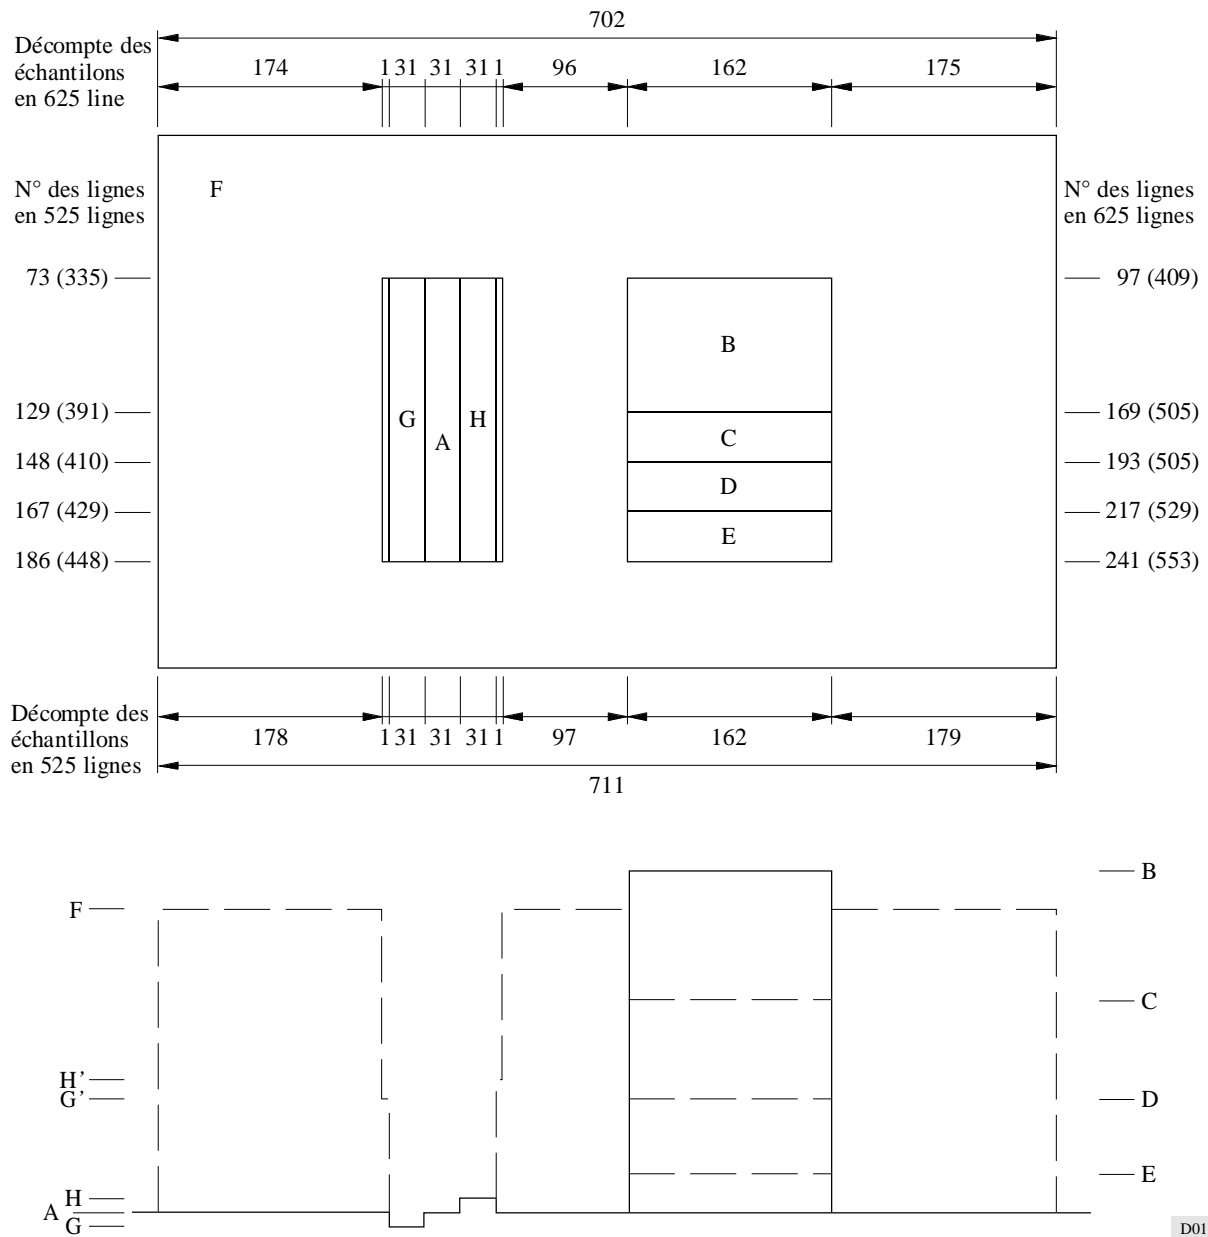 702
Décompte des
échantilons
en 625 line
174 1 31 31 31 1 96 162 175
N° des lignes
en 525 lignes
F
N° des lignes
en 625 lignes
73 (335)
97 (409)
B
129 (391)
169 (505)
G A H
C
148 (410)
193 (505)
D
167 (429)
217 (529)
E
186 (448)
241 (553)
Décompte des
échantillons
en 525 lignes
178 1 31 31 31 1 97 162 179
711
B
F
C
H’
G’
D
E
H
A
G
D01